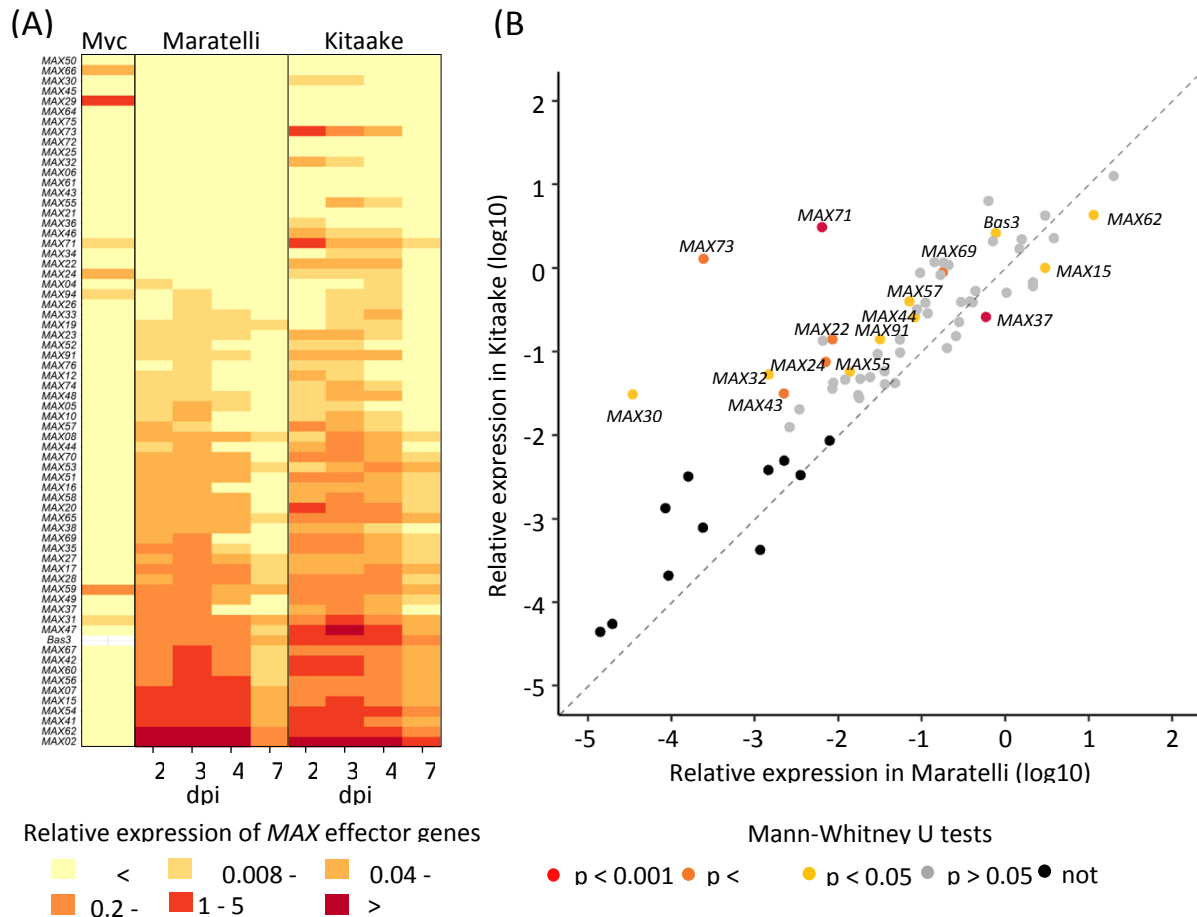 (A)
Myc Maratelli Kitaake
MAX50
MAX66
MAX30
MAX45
MAX29
MAX64
MAX75
MAX73
MAX72
MAX25
MAX32
MAX06
MAX61
MAX43
MAX55
MAX21
MAX36
MAX46
MAX71
MAX34
MAX22
MAX24
MAX04
MAX94
MAX26
MAX33
MAX19
MAX23
MAX52
MAX91
MAX76
MAX12
MAX74
MAX48
MAX05
MAX10
MAX57
MAX08
MAX44
MAX70
MAX53
MAX51
MAX16
MAX58
MAX20
MAX65
MAX38
MAX69
MAX35
MAX27
MAX17
MAX28
MAX59
MAX49
MAX37
MAX31
MAX47
Bas3
MAX67
MAX42
MAX60
MAX56
MAX07
MAX15
MAX54
MAX41
MAX62
MAX02
2 3 4 7 2 3 4 7
dpi dpi
Relative expression of MAX effector genes
< 0.008 - 0.04 -
0.2 - 1 - 5 >
(B)
Relative expression in Kitaake (log10)
2
1
0
-1
-2
-3
-4
-5
MAX71
MAX73
Bas3
MAX62
MAX69
MAX15
MAX57
MAX44
MAX37
MAX22
MAX91
MAX24
MAX55
MAX32
MAX43
MAX30
-5 -4 -3 -2 -1 0 1 2
Relative expression in Maratelli (log10)
Mann-Whitney U tests
p < 0.001 p < p < 0.05 p > 0.05 not